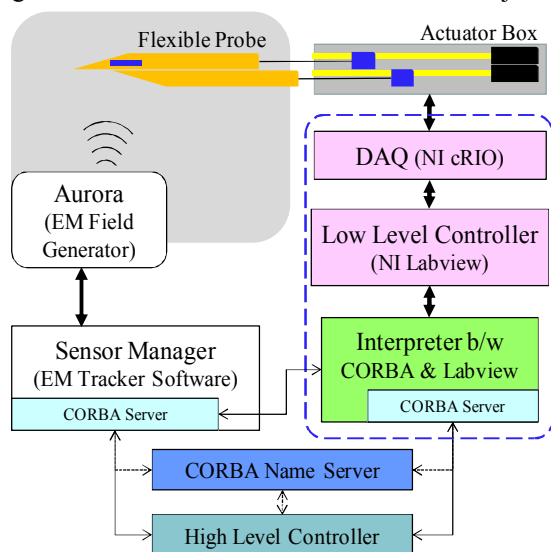 Flexible Probe
Actuator Box
DAQ (NI cRIO)
Aurora
(EM Field
Generator)
Low Level Controller
(NI Labview)
Sensor Manager
(EM Tracker Software)
CORBA Server
Interpreter b/w
CORBA & Labview
CORBA Server
CORBA Name Server
High Level Controller